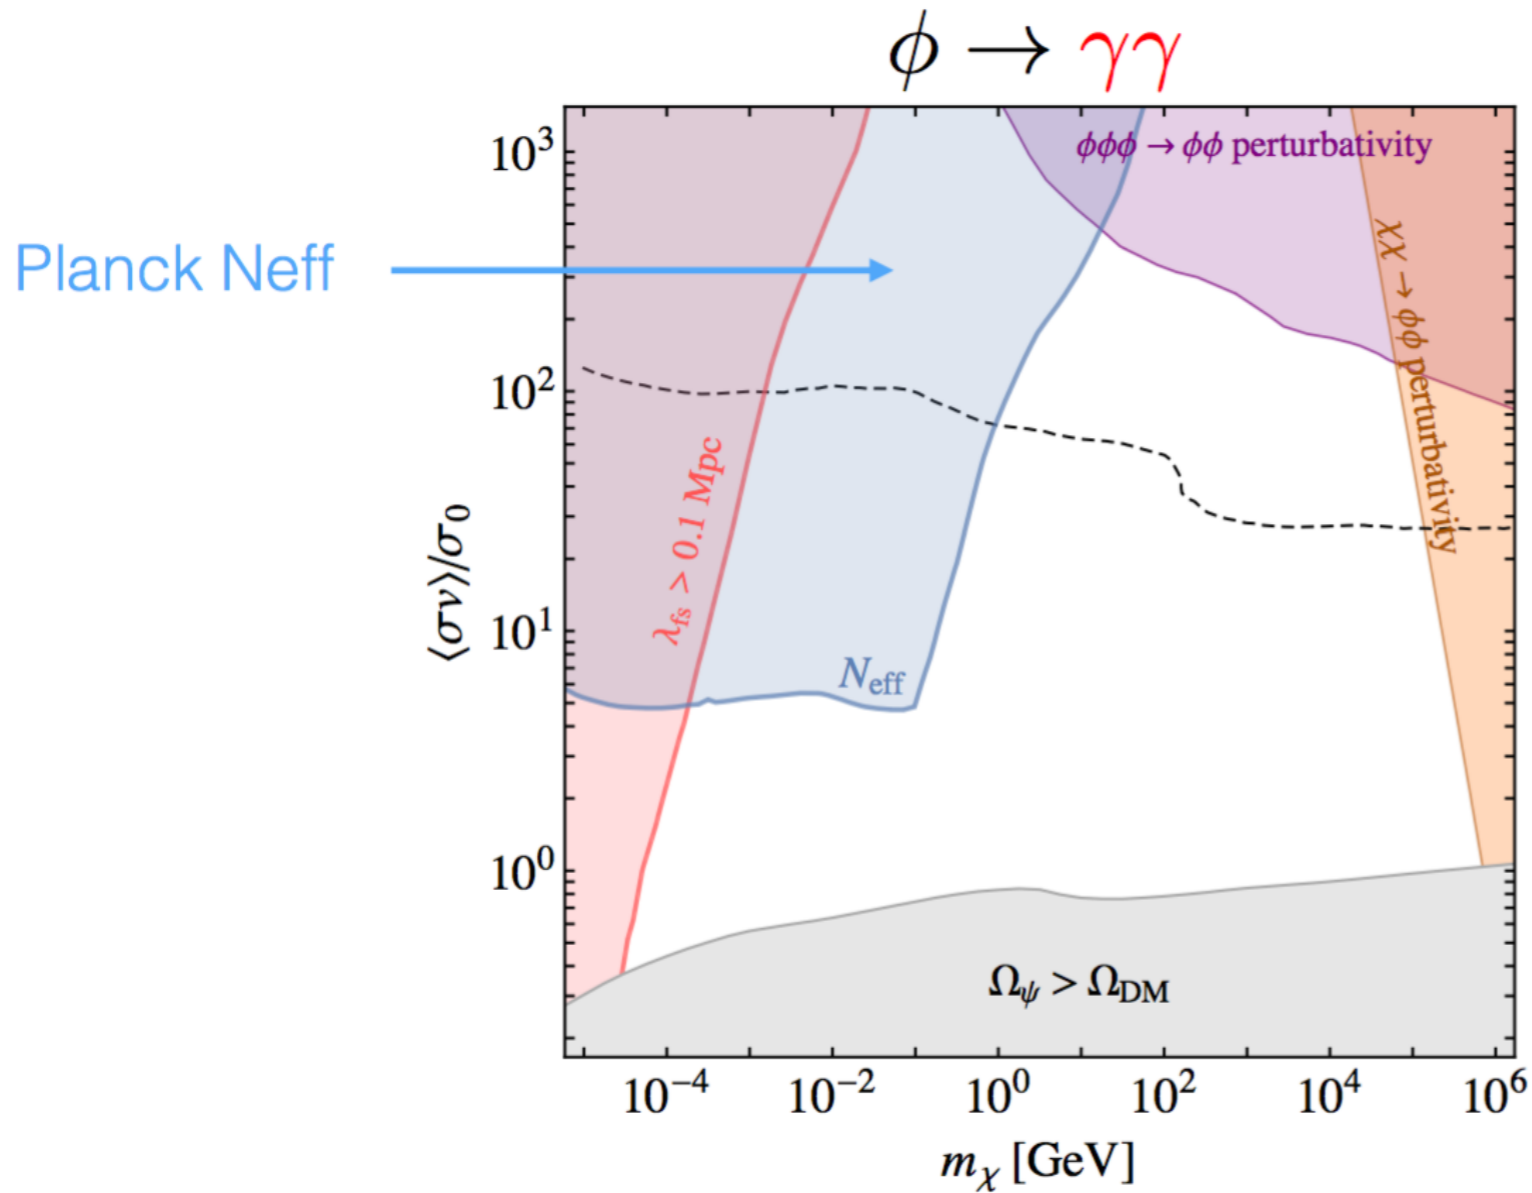 ϕ → γγ
Planck Neff
10³
10²
10¹
10⁰
⟨σv⟩/σ₀
ϕϕϕ → ϕϕ perturbativity
χχ → ϕϕ perturbativity
λfs > 0.1 Mpc
Neff
Ωψ > ΩDM
10⁻⁴ 10⁻² 10⁰ 10² 10⁴ 10⁶
mχ [GeV]